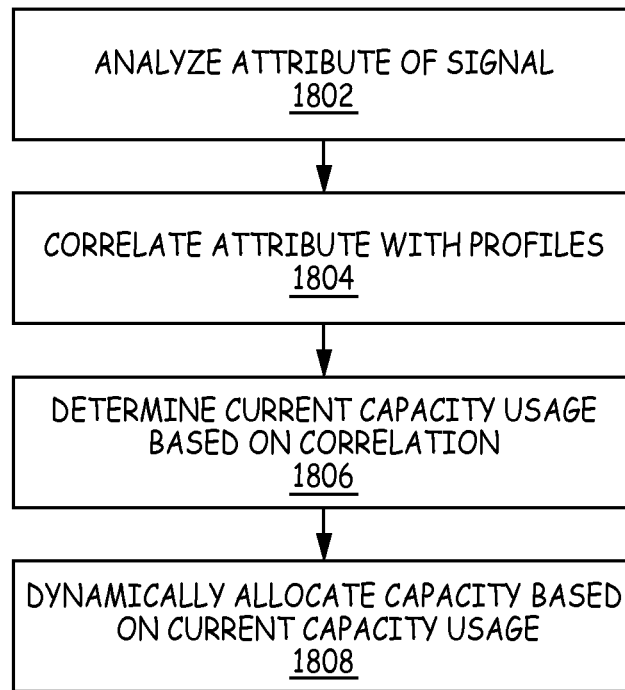 ANALYZE ATTRIBUTE OF SIGNAL
1802
CORRELATE ATTRIBUTE WITH PROFILES
1804
DETERMINE CURRENT CAPACITY USAGE
BASED ON CORRELATION
1806
DYNAMICALLY ALLOCATE CAPACITY BASED
ON CURRENT CAPACITY USAGE
1808